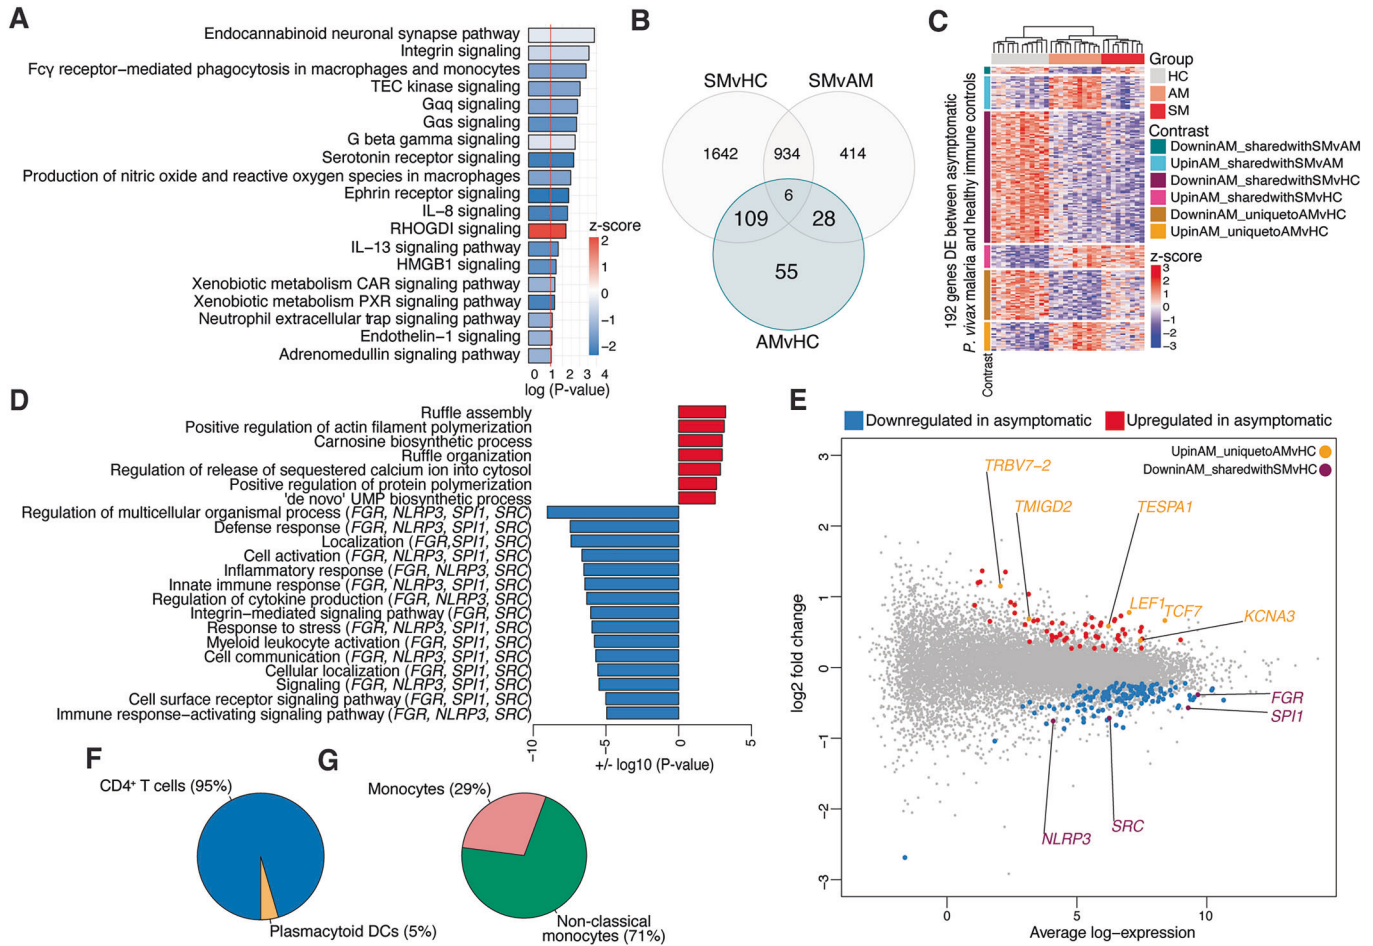 A
Endocannabinoid neuronal synapse pathway
Integrin signaling
Fcγ receptor−mediated phagocytosis in macrophages and monocytes
TEC kinase signaling
Gαq signaling
Gαs signaling
G beta gamma signaling
Serotonin receptor signaling
Production of nitric oxide and reactive oxygen species in macrophages
Ephrin receptor signaling
IL−8 signaling
RHOGDI signaling
IL−13 signaling pathway
HMGB1 signaling
Xenobiotic metabolism CAR signaling pathway
Xenobiotic metabolism PXR signaling pathway
Neutrophil extracellular trap signaling pathway
Endothelin−1 signaling pathway
Adrenomedullin signaling pathway
0 1 2 3 4
log (P-value)
z−score
2
1
0
−1
−2
B
SMvHC
SMvAM
1642
934
414
6
109
28
55
AMvHC
C
192 genes DE between asymptomatic
P. vivax malaria and healthy immune controls
Contrast
Group
HC
AM
SM
Contrast
DowninAM_sharedwithSMvAM
UpinAM_sharedwithSMvAM
DowninAM_sharedwithSMvHC
UpinAM_sharedwithSMvHC
DowninAM_uniquetoAMvHC
UpinAM_uniquetoAMvHC
z−score
3
2
1
0
−1
−2
−3
D
Ruffle assembly
Positive regulation of actin filament polymerization
Carnosine biosynthetic process
Ruffle organization
Regulation of release of sequestered calcium ion into cytosol
Positive regulation of protein polymerization
'de novo' UMP biosynthetic process
Regulation of multicellular organismal process (FGR, NLRP3, SPI1, SRC)
Defense response (FGR, NLRP3, SPI1, SRC)
Localization (FGR,SPI1, SRC)
Cell activation (FGR, NLRP3, SPI1, SRC)
Inflammatory response (FGR, NLRP3, SRC)
Innate immune response (FGR, NLRP3, SPI1, SRC)
Regulation of cytokine production (FGR, NLRP3, SRC)
Integrin−mediated signaling pathway (FGR, SRC)
Response to stress (FGR, NLRP3, SPI1, SRC)
Myeloid leukocyte activation (FGR, SPI1, SRC)
Cell communication (FGR, NLRP3, SPI1, SRC)
Cellular localization (FGR, SPI1, SRC)
Signaling (FGR, NLRP3, SPI1, SRC)
Cell surface receptor signaling pathway (FGR, SPI1, SRC)
Immune response−activating signaling pathway (FGR, NLRP3, SRC)
−10 −5 0 5
+/- log10 (P-value)
E
Downregulated in asymptomatic
Upregulated in asymptomatic
UpinAM_uniquetoAMvHC
DowninAM_sharedwithSMvHC
TRBV7−2
TMIGD2
TESPA1
LEF1
TCF7
KCNA3
FGR
SPI1
SRC
NLRP3
log2 fold change
3
2
1
0
−1
−2
−3
0 5 10
Average log−expression
F
CD4+ T cells (95%)
Plasmacytoid DCs (5%)
G
Monocytes (29%)
Non-classical
monocytes (71%)